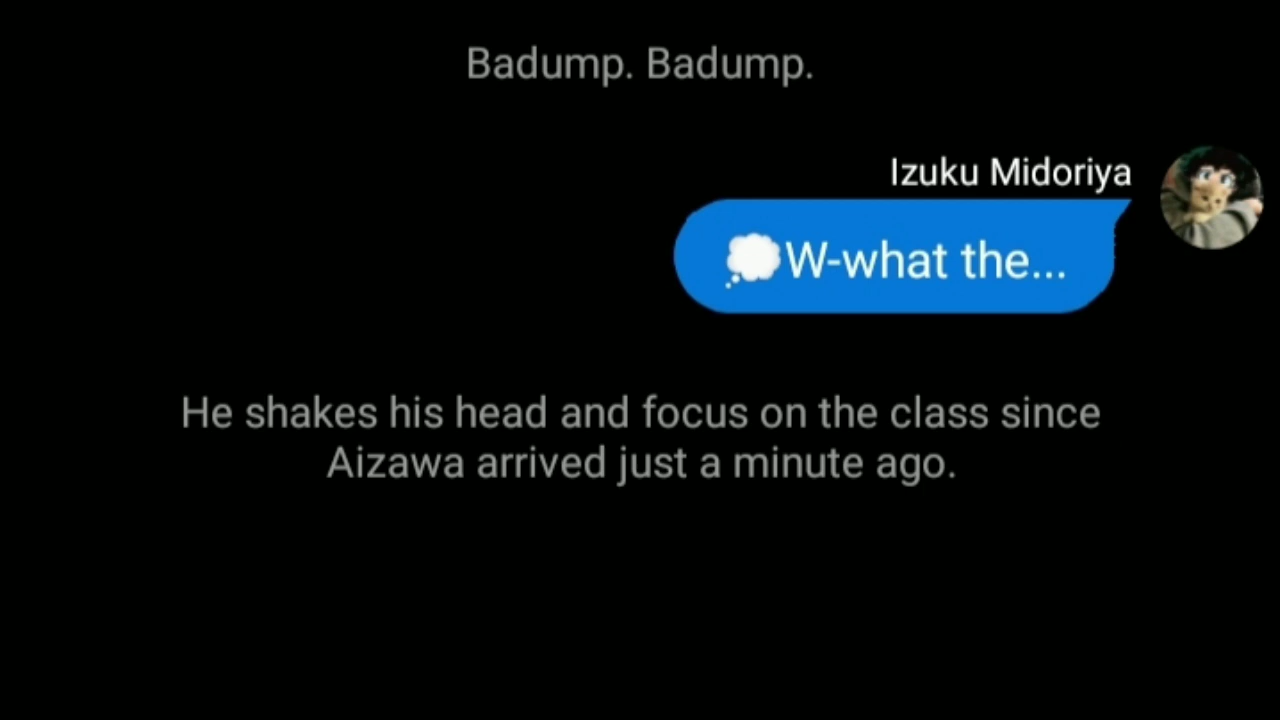 Badump. Badump.
Izuku Midoriya
💭W-what the...
He shakes his head and focus on the class since
Aizawa arrived just a minute ago.